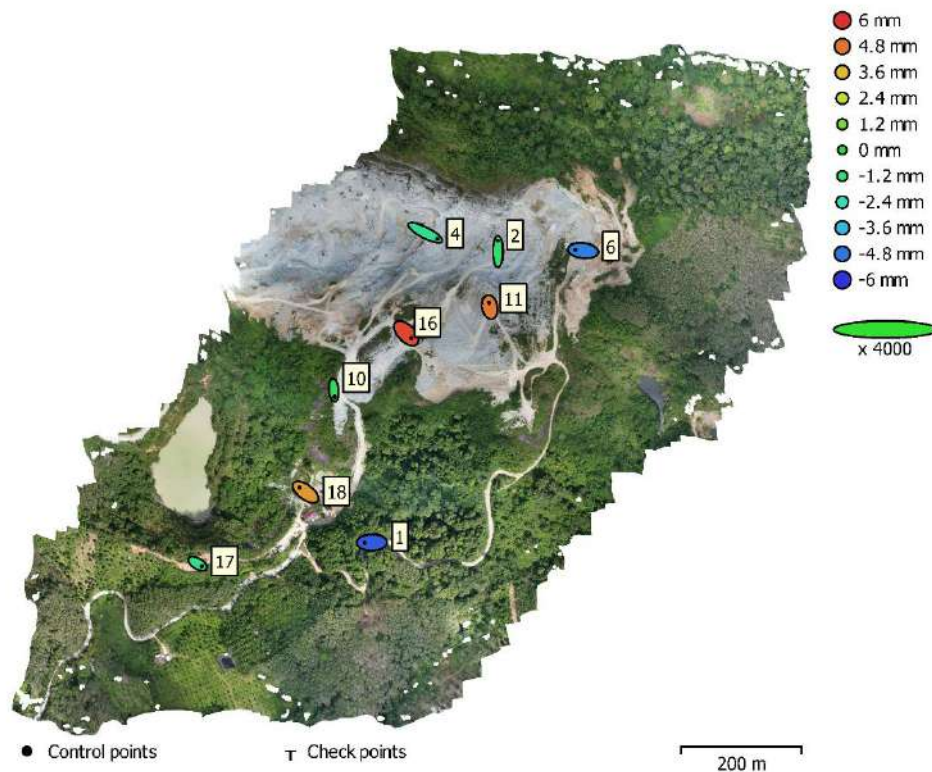 6 mm
4.8 mm
3.6 mm
2.4 mm
1.2 mm
0 mm
-1.2 mm
-2.4 mm
-3.6 mm
-4.8 mm
-6 mm
x 4000
4
2
6
11
16
10
18
1
17
Control points
Check points
200 m